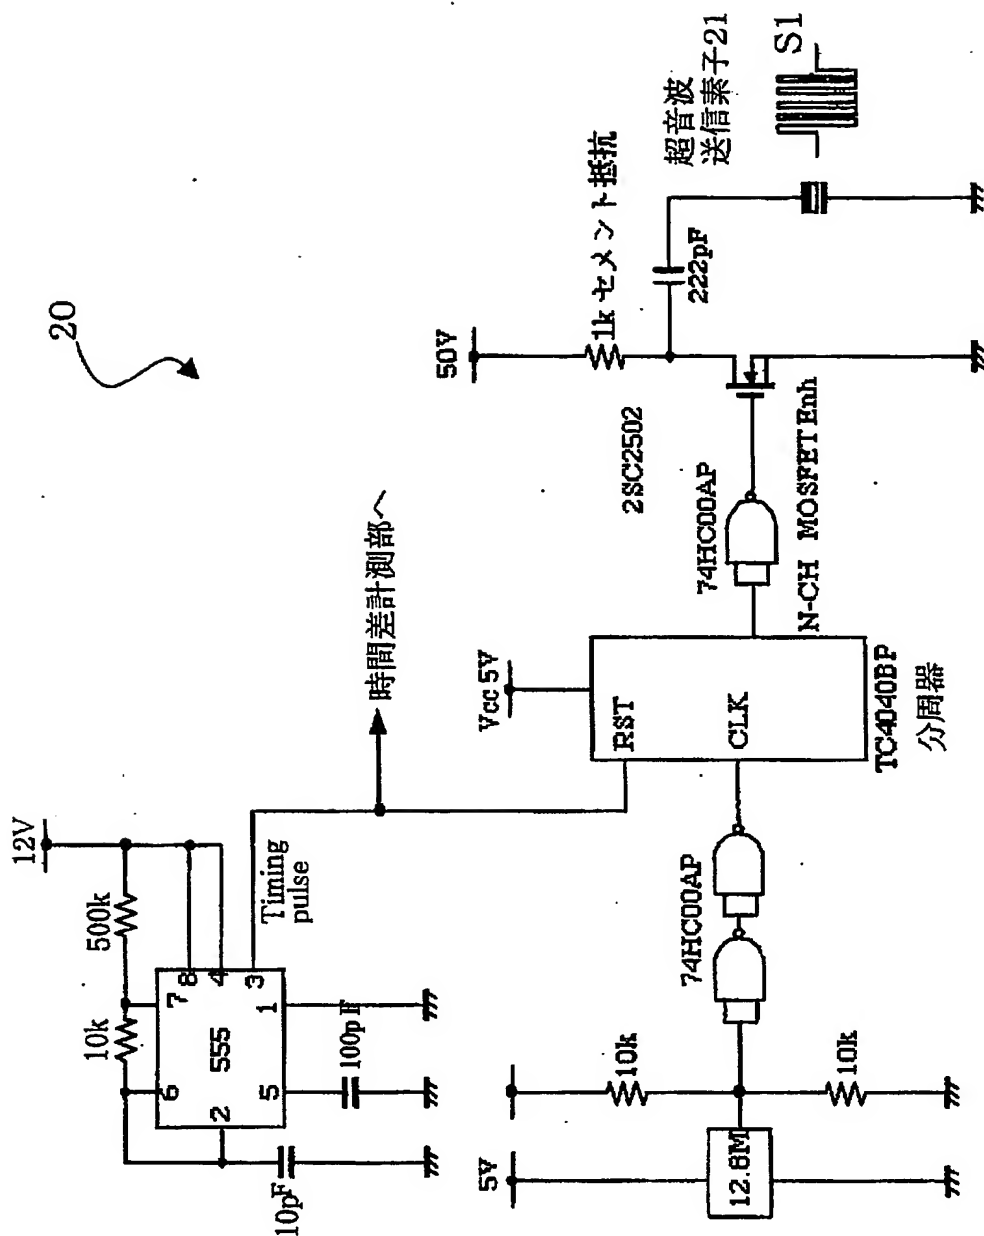 20
12V
500k
10k
7
8
4
6
555
3
2
5
1
Timing
pulse
10pF
100pF
時間差計測部へ
5V
12.8M
10k
10k
74HC00AP
Vcc 5V
RST
CLK
TC4040BP
分周器
74HC00AP
N-CH MOSFET Enh
2SC2502
50V
1k セメント抵抗
222pF
超音波
送信素子21
S1